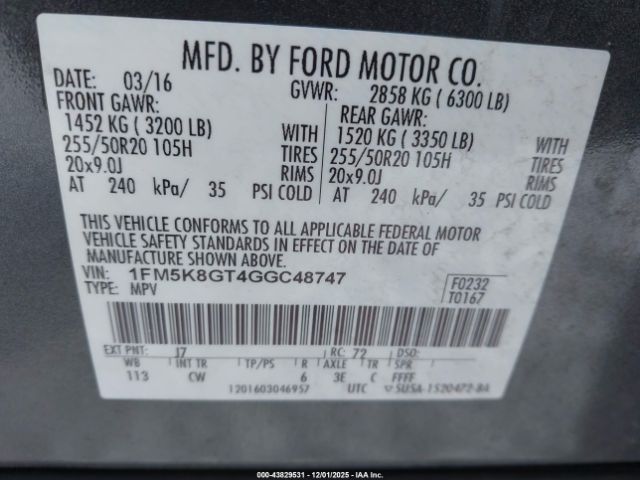 MFD. BY FORD MOTOR CO.
DATE: 03/16 GVWR: 2858 KG ( 6300 LB)
FRONT GAWR: REAR GAWR:
1452 KG ( 3200 LB) WITH 1520 KG ( 3350 LB) WITH
255/50R20 105H TIRES 255/50R20 105H TIRES
20x9.0J RIMS 20x9.0J RIMS
AT 240 kPa/ 35 PSI COLD AT 240 kPa/ 35 PSI COLD
THIS VEHICLE CONFORMS TO ALL APPLICABLE FEDERAL MOTOR
VEHICLE SAFETY STANDARDS IN EFFECT ON THE DATE OF
MANUFACTURE SHOWN ABOVE.
VIN: 1FM5K8GT4GGC48747 F0232
TYPE: MPV T0167
EXT PNT: J7 RC: 72 DSO:
WB INT TR TP/PS R AXLE TR SPR
113 CW 6 3E C FFFF
1201603046957 UTC SUSA-1520472-BA
000-43829531 - 12/01/2025 - IAA, Inc.